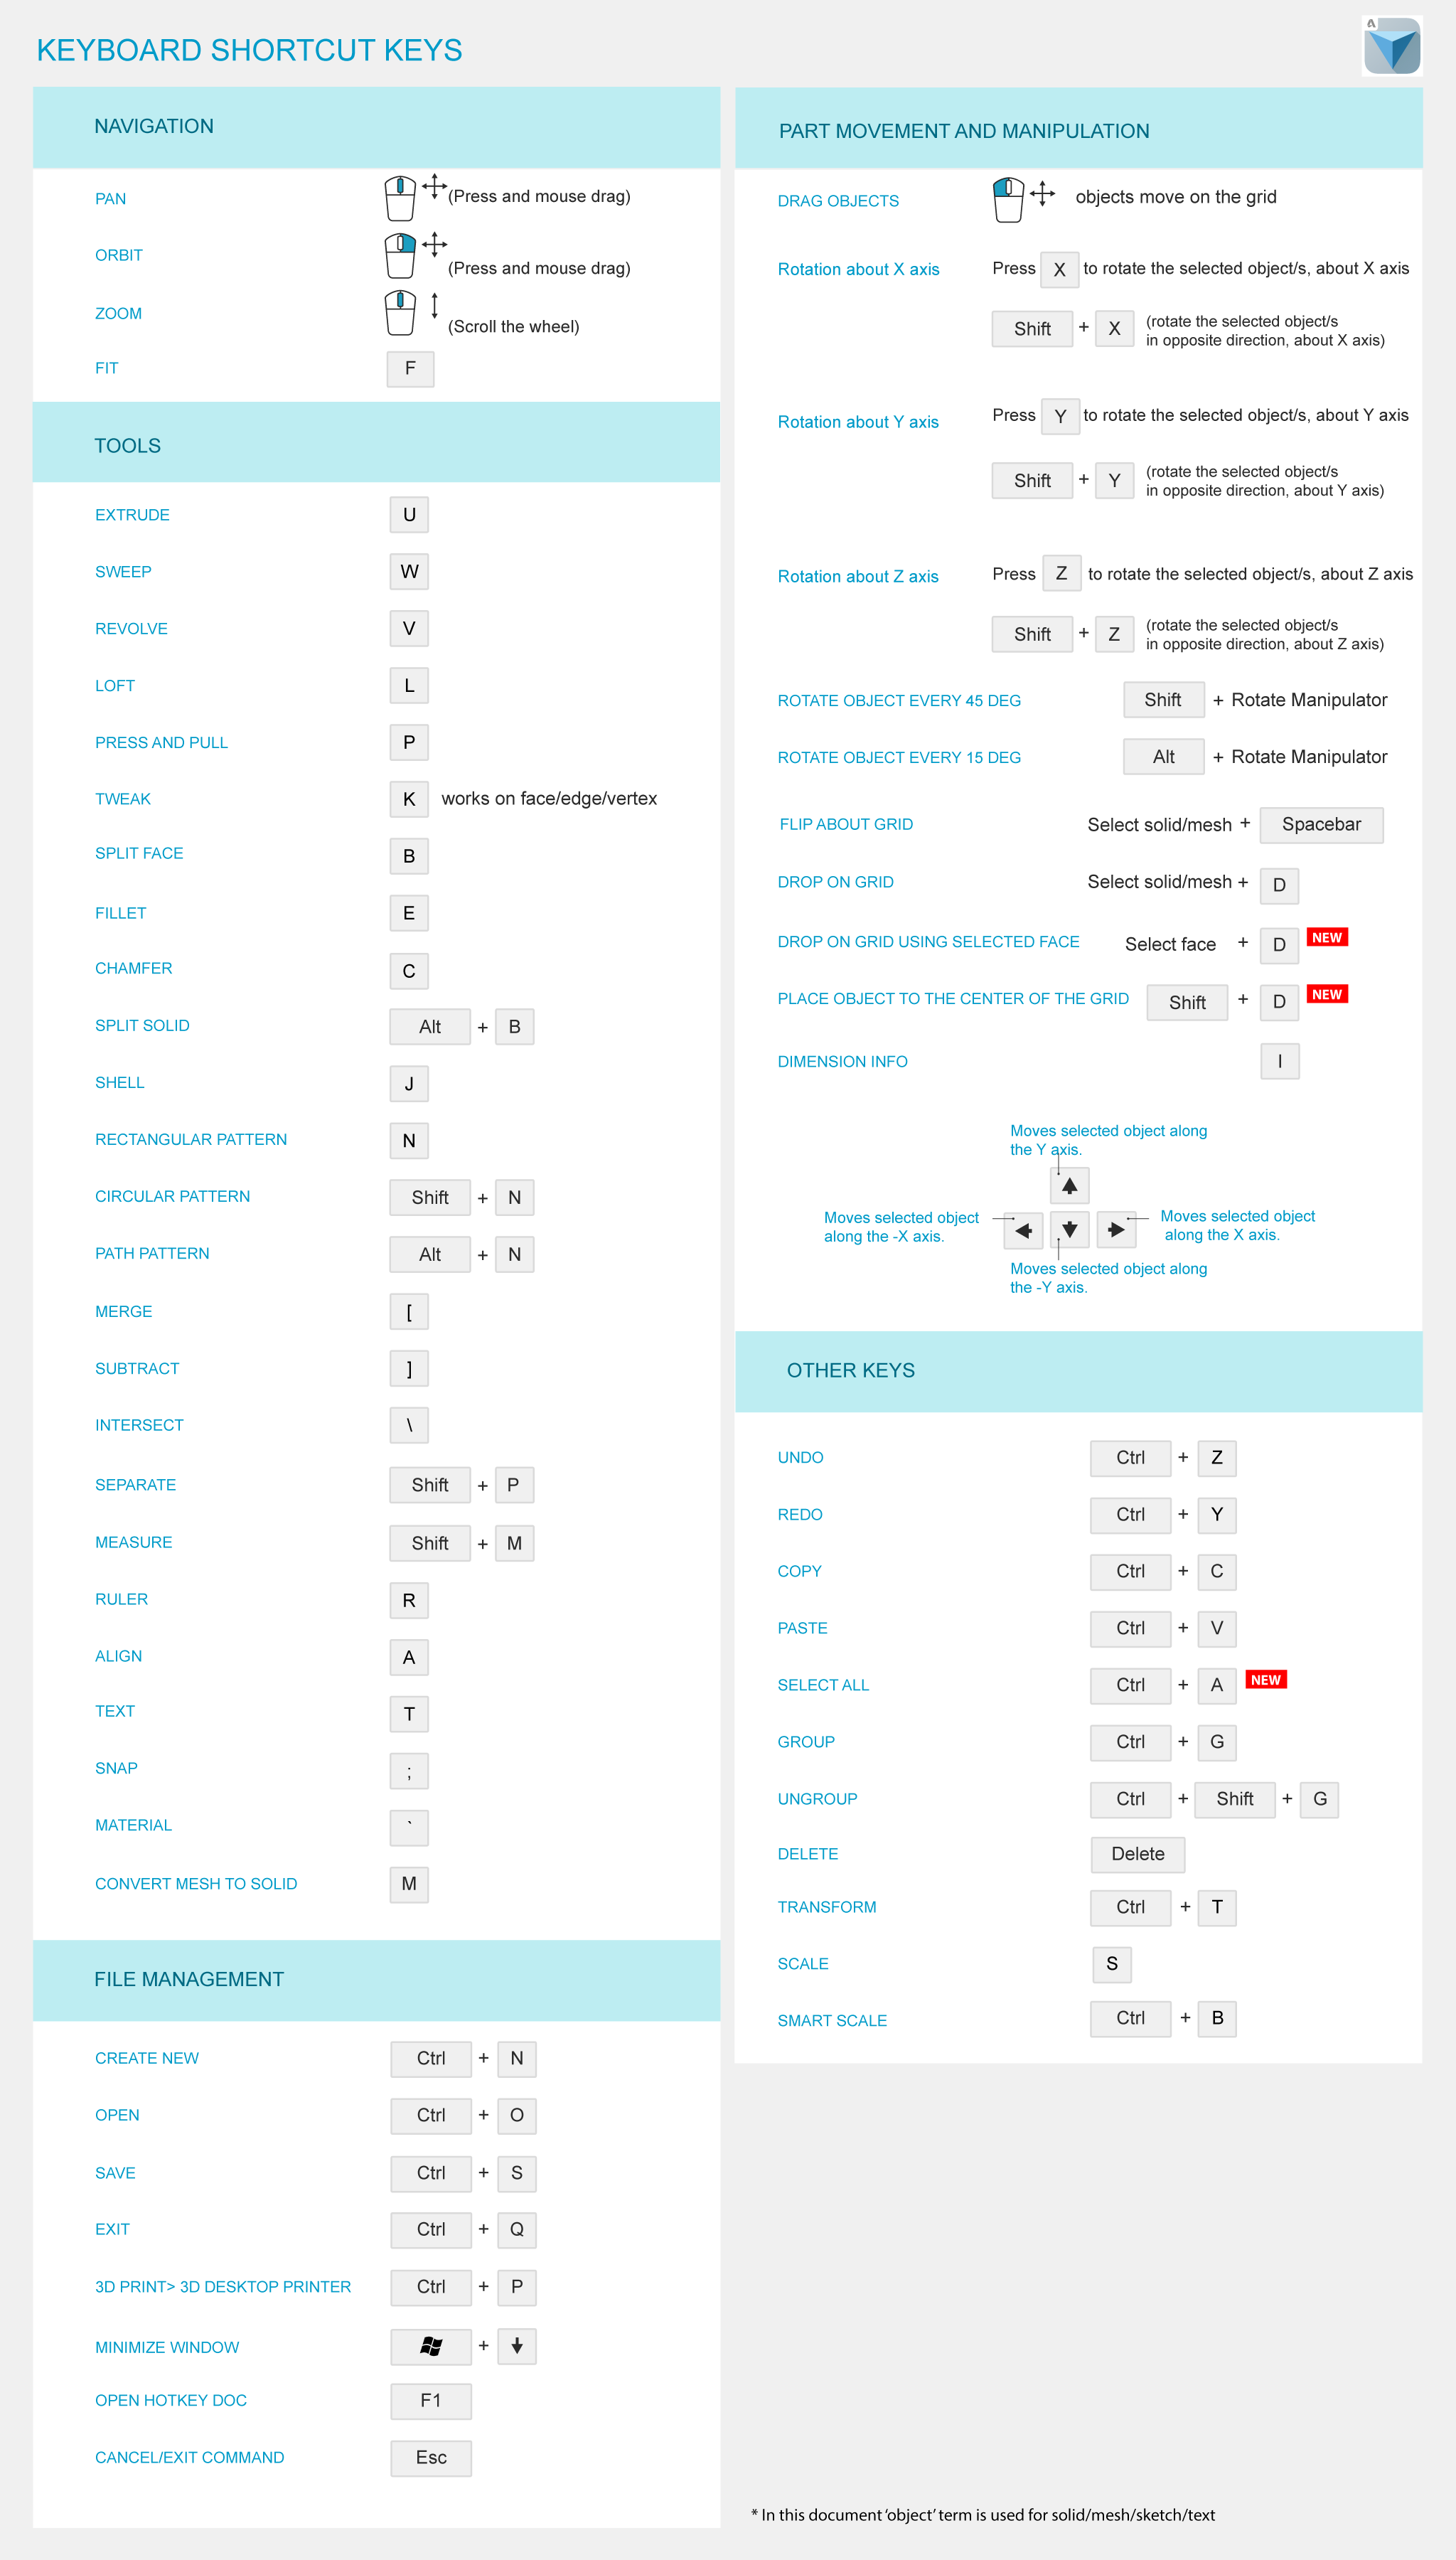 KEYBOARD SHORTCUT KEYS
NAVIGATION
PAN (Press and mouse drag)
ORBIT (Press and mouse drag)
ZOOM (Scroll the wheel)
FIT F
TOOLS
EXTRUDE U
SWEEP W
REVOLVE V
LOFT L
PRESS AND PULL P
TWEAK K works on face/edge/vertex
SPLIT FACE B
FILLET E
CHAMFER C
SPLIT SOLID Alt + B
SHELL J
RECTANGULAR PATTERN N
CIRCULAR PATTERN Shift + N
PATH PATTERN Alt + N
MERGE [
SUBTRACT ]
INTERSECT \
SEPARATE Shift + P
MEASURE Shift + M
RULER R
ALIGN A
TEXT T
SNAP ;
MATERIAL `
CONVERT MESH TO SOLID M
FILE MANAGEMENT
CREATE NEW Ctrl + N
OPEN Ctrl + O
SAVE Ctrl + S
EXIT Ctrl + Q
3D PRINT> 3D DESKTOP PRINTER Ctrl + P
MINIMIZE WINDOW +
OPEN HOTKEY DOC F1
CANCEL/EXIT COMMAND Esc
PART MOVEMENT AND MANIPULATION
DRAG OBJECTS objects move on the grid
Rotation about X axis Press X to rotate the selected object/s, about X axis
Shift + X (rotate the selected object/s
in opposite direction, about X axis)
Rotation about Y axis Press Y to rotate the selected object/s, about Y axis
Shift + Y (rotate the selected object/s
in opposite direction, about Y axis)
Rotation about Z axis Press Z to rotate the selected object/s, about Z axis
Shift + Z (rotate the selected object/s
in opposite direction, about Z axis)
ROTATE OBJECT EVERY 45 DEG Shift + Rotate Manipulator
ROTATE OBJECT EVERY 15 DEG Alt + Rotate Manipulator
FLIP ABOUT GRID Select solid/mesh + Spacebar
DROP ON GRID Select solid/mesh + D
DROP ON GRID USING SELECTED FACE Select face + D NEW
PLACE OBJECT TO THE CENTER OF THE GRID Shift + D NEW
DIMENSION INFO I
Moves selected object along
the Y axis.
Moves selected object
along the -X axis.
Moves selected object
along the X axis.
Moves selected object along
the -Y axis.
OTHER KEYS
UNDO Ctrl + Z
REDO Ctrl + Y
COPY Ctrl + C
PASTE Ctrl + V
SELECT ALL Ctrl + A NEW
GROUP Ctrl + G
UNGROUP Ctrl + Shift + G
DELETE Delete
TRANSFORM Ctrl + T
SCALE S
SMART SCALE Ctrl + B
* In this document 'object' term is used for solid/mesh/sketch/text